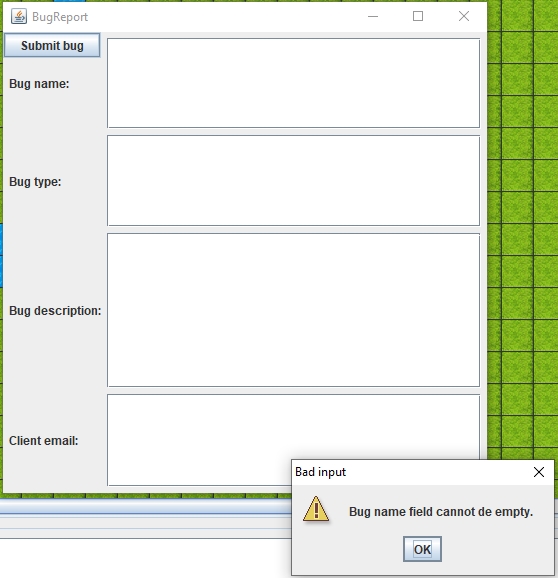 BugReport
Submit bug
Bug name:
Bug type:
Bug description:
Client email:
Bad input
Bug name field cannot de empty.
OK